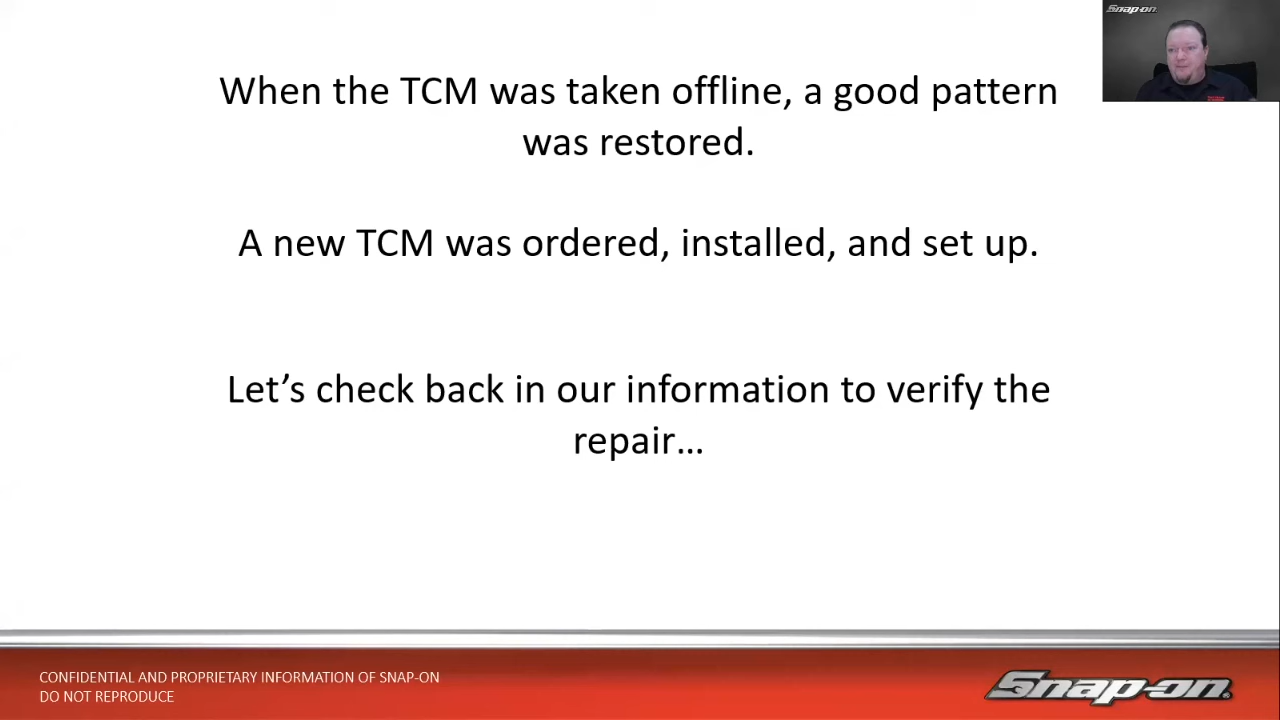 Snap-on
When the TCM was taken offline, a good pattern
was restored.
A new TCM was ordered, installed, and set up.
Let’s check back in our information to verify the
repair…
CONFIDENTIAL AND PROPRIETARY INFORMATION OF SNAP-ON
DO NOT REPRODUCE
Snap-on